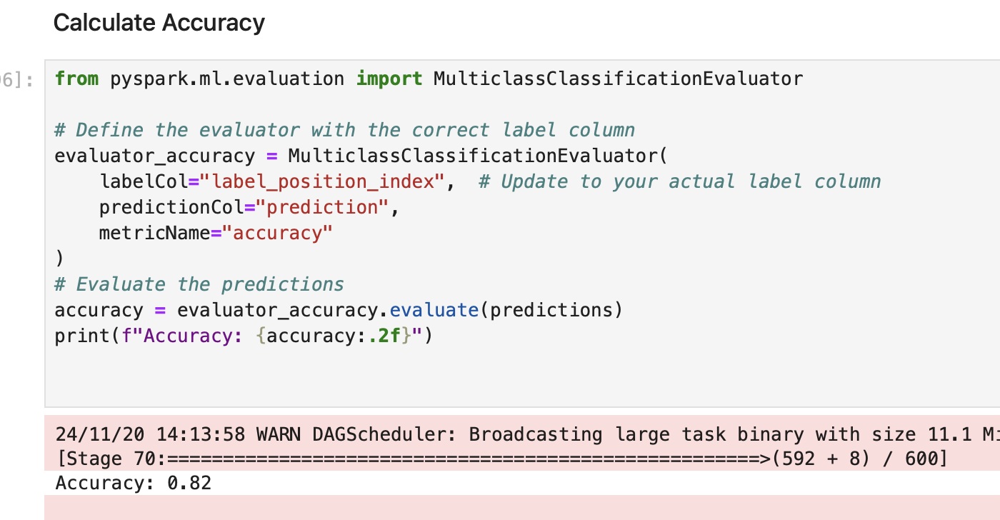 Calculate Accuracy
6]:
from pyspark.ml.evaluation import MulticlassClassificationEvaluator
# Define the evaluator with the correct label column
evaluator_accuracy = MulticlassClassificationEvaluator(
    labelCol="label_position_index",  # Update to your actual label column
    predictionCol="prediction",
    metricName="accuracy"
)
# Evaluate the predictions
accuracy = evaluator_accuracy.evaluate(predictions)
print(f"Accuracy: {accuracy:.2f}")
24/11/20 14:13:58 WARN DAGScheduler: Broadcasting large task binary with size 11.1
[Stage 70:=====================================================>(592 + 8) / 600]
Accuracy: 0.82